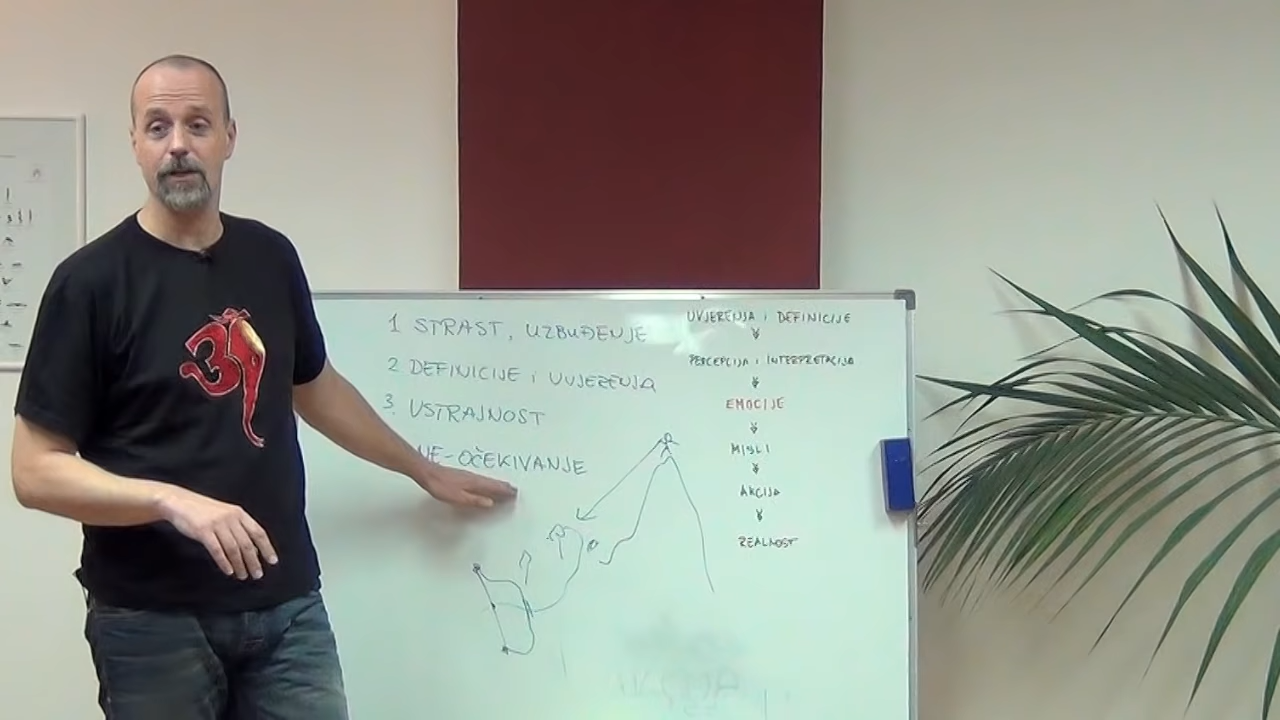 1 STRAST, UZBUĐENJE
2 DEFINICIJE i UVJERENJA
3. USTRAJNOST
NE-OČEKIVANJE
UVJERENJA i DEFINICIJE
PERCEPCIJA i INTERPRETACIJA
EMOCIJE
MISLI
AKCIJA
REALNOST